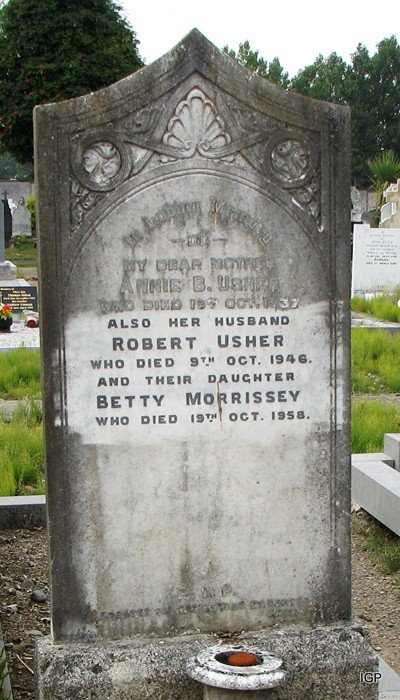 In Loving Memory
OF
MY DEAR MOTHER
ANNIE B. USHER
WHO DIED 19TH OCT. 1937.
ALSO HER HUSBAND
ROBERT USHER
WHO DIED 9TH OCT. 1946.
AND THEIR DAUGHTER
BETTY MORRISSEY
WHO DIED 19TH OCT. 1958.
R.I.P.
IGP